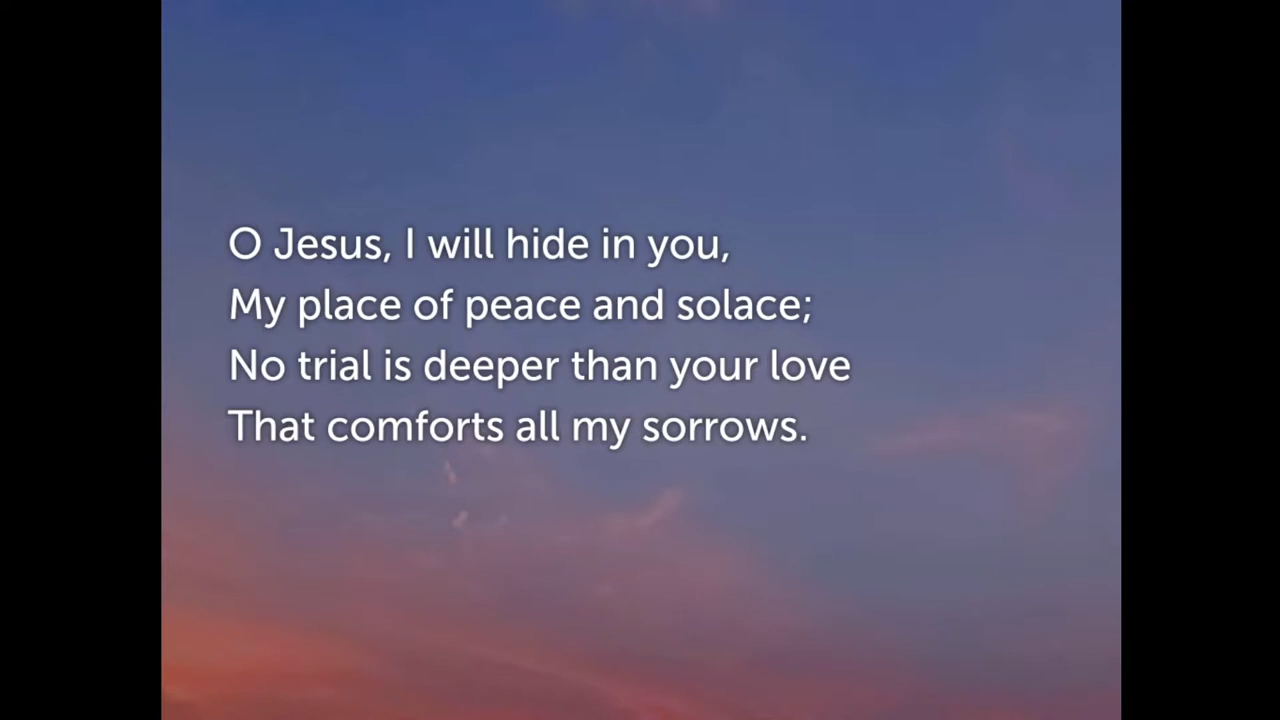 O Jesus, I will hide in you,
My place of peace and solace;
No trial is deeper than your love
That comforts all my sorrows.